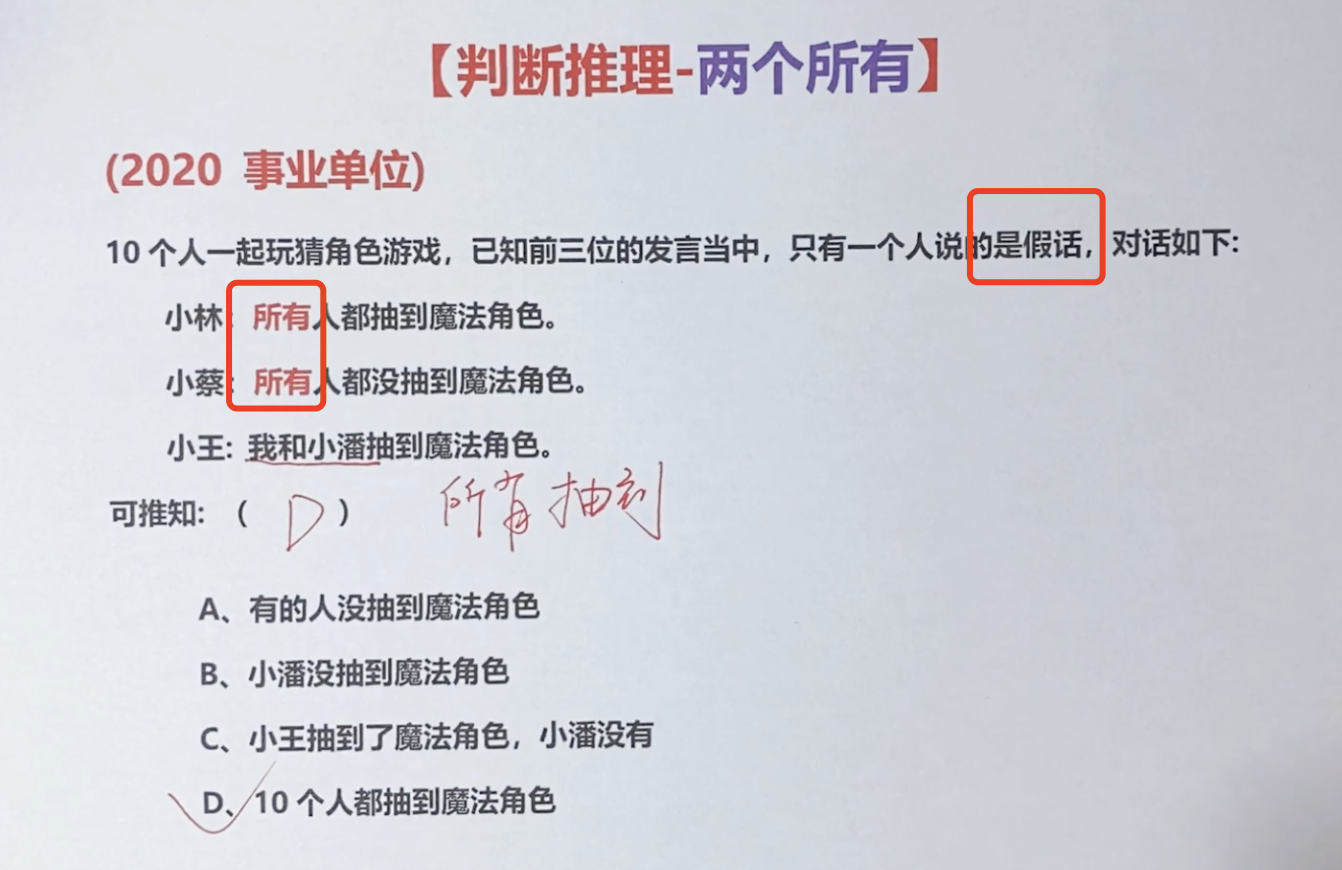 【判断推理-两个所有】
(2020 事业单位)
10 个人一起玩猜角色游戏，已知前三位的发言当中，只有一个人说的是假话，对话如下:
小林: 所有人都抽到魔法角色。
小蔡: 所有人都没抽到魔法角色。
小王: 我和小潘抽到魔法角色。
可推知: ( D ) 所有 抽到
A、有的人没抽到魔法角色
B、小潘没抽到魔法角色
C、小王抽到了魔法角色，小潘没有
D、10 个人都抽到魔法角色